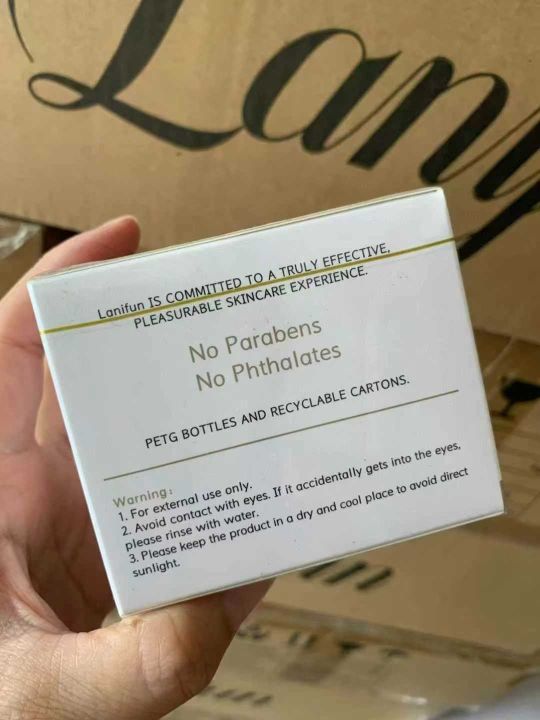 Lan
Lanifun IS COMMITTED TO A TRULY EFFECTIVE,
PLEASURABLE SKINCARE EXPERIENCE.
No Parabens
No Phthalates
PETG BOTTLES AND RECYCLABLE CARTONS.
Warning:
1. For external use only.
2. Avoid contact with eyes. If it accidentally gets into the eyes,
please rinse with water.
3. Please keep the product in a dry and cool place to avoid direct
sunlight.